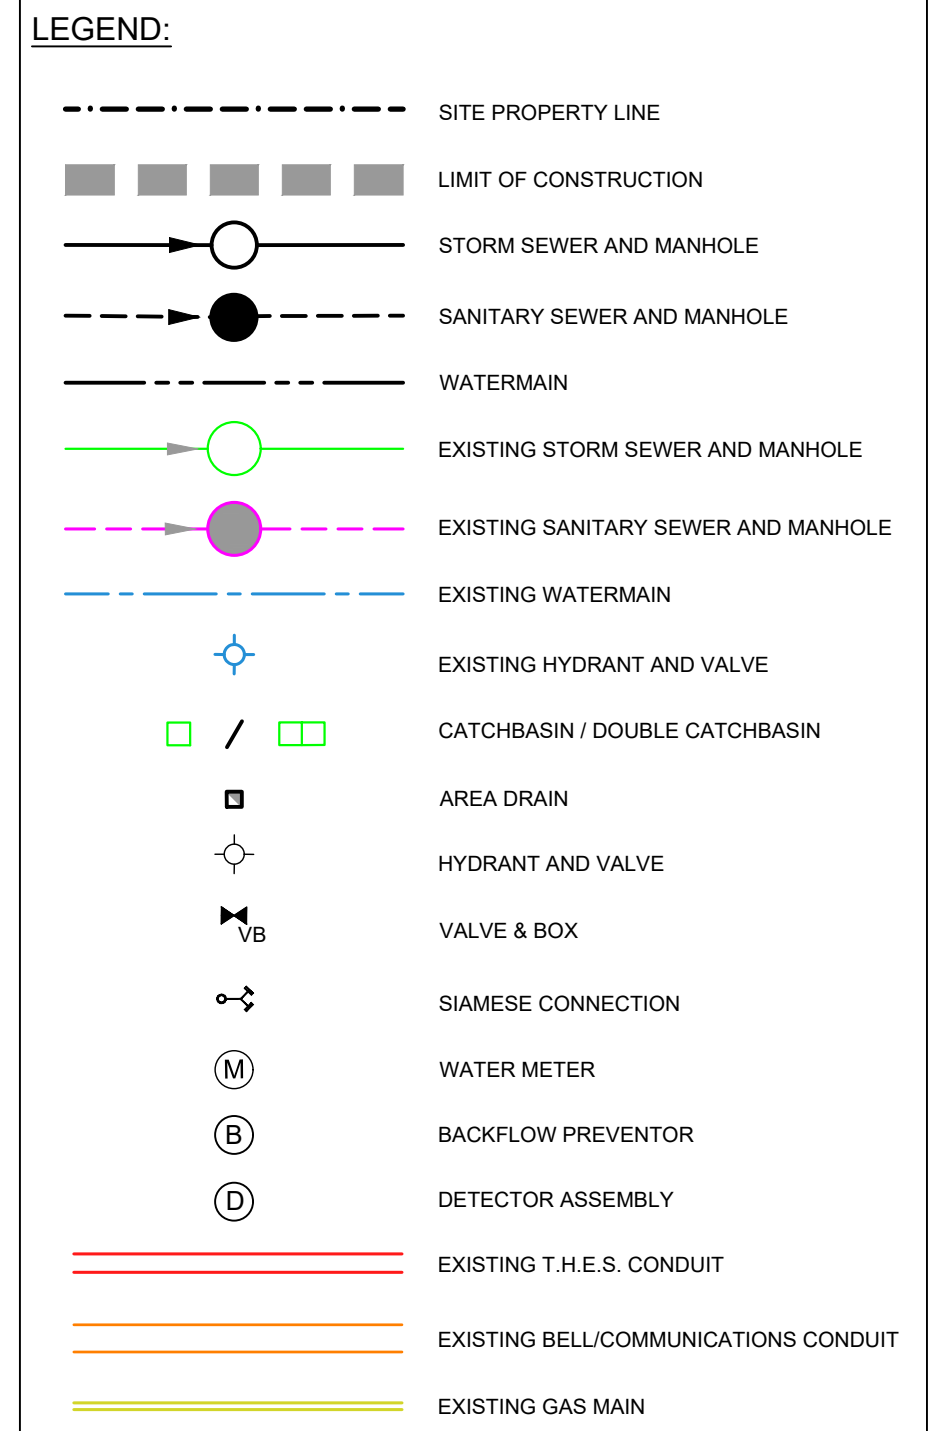 LEGEND:
SITE PROPERTY LINE
LIMIT OF CONSTRUCTION
STORM SEWER AND MANHOLE
SANITARY SEWER AND MANHOLE
WATERMAIN
EXISTING STORM SEWER AND MANHOLE
EXISTING SANITARY SEWER AND MANHOLE
EXISTING WATERMAIN
EXISTING HYDRANT AND VALVE
/ CATCHBASIN / DOUBLE CATCHBASIN
AREA DRAIN
HYDRANT AND VALVE
VB VALVE & BOX
SIAMESE CONNECTION
M WATER METER
B BACKFLOW PREVENTOR
D DETECTOR ASSEMBLY
EXISTING T.H.E.S. CONDUIT
EXISTING BELL/COMMUNICATIONS CONDUIT
EXISTING GAS MAIN